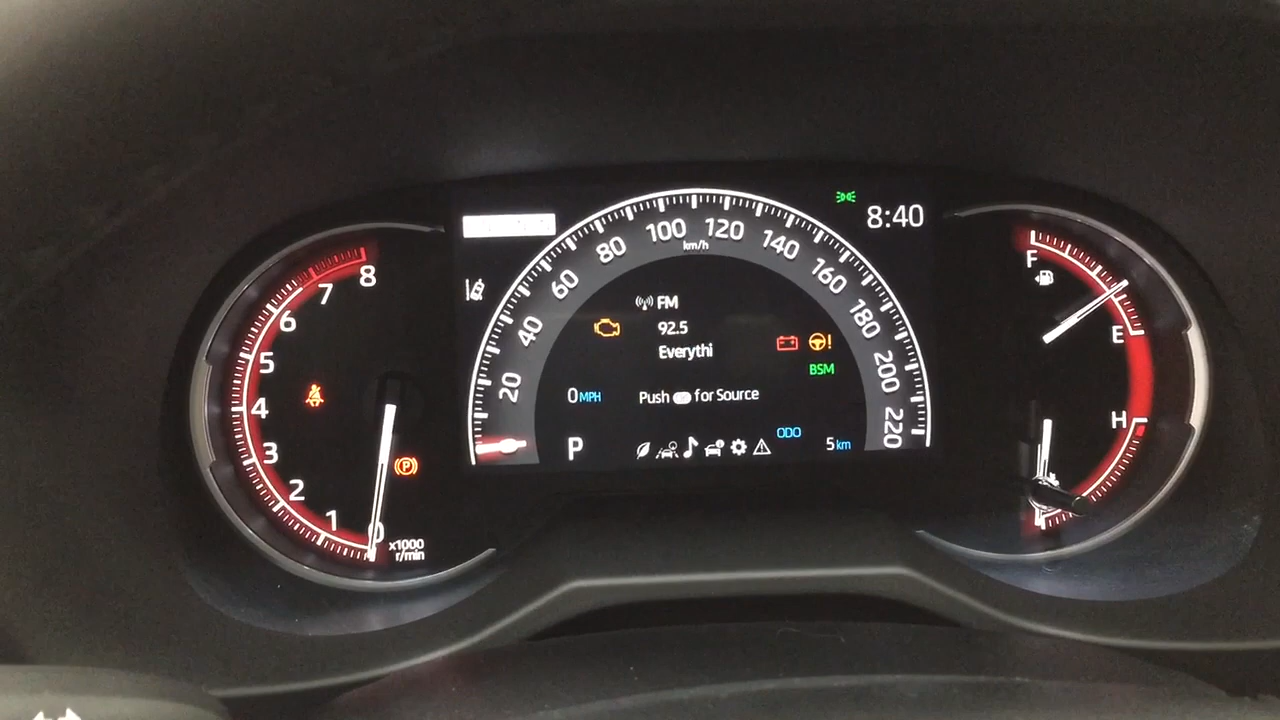 8:40
100 120
km/h
80 140
60 160
40 180
20 200
220
FM
92.5
Everythi
BSM
0 MPH
Push for Source
P
ODO
5 km
8
7
6
5
4
3
2
1
0
x1000
r/min
P
F
E
H